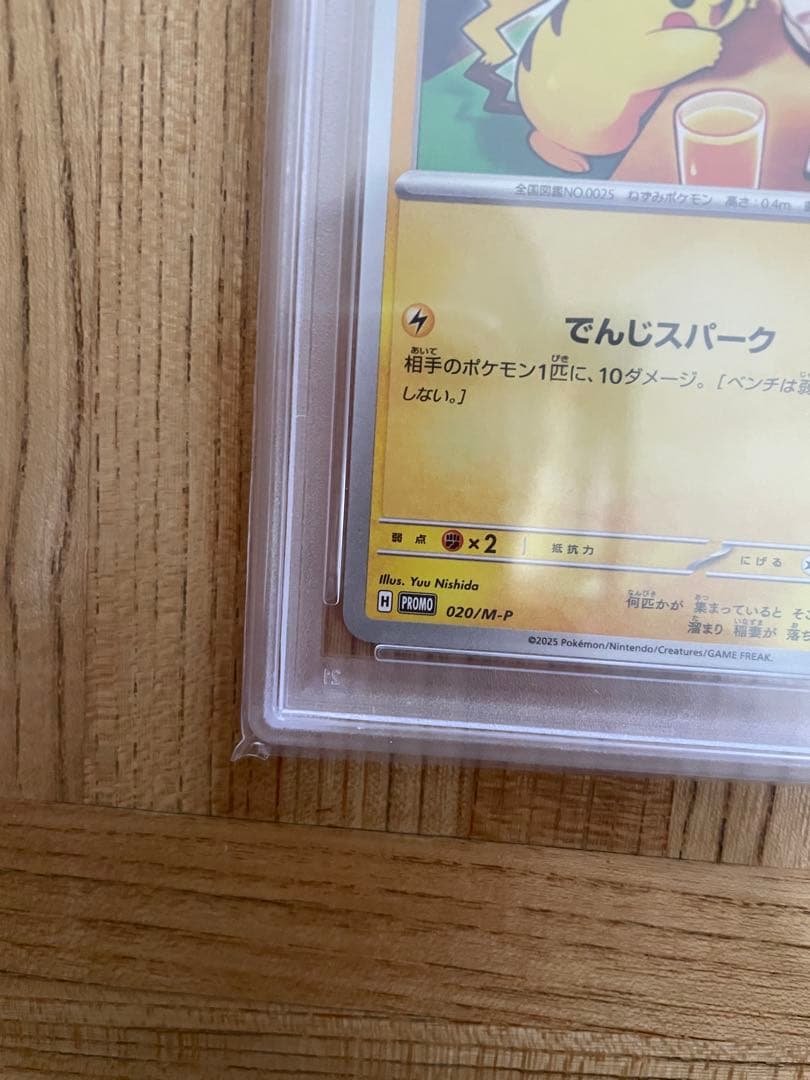 全国図鑑NO.0025 ねずみポケモン 高さ:0.4m
でんじスパーク
相手のポケモン1匹に、10ダメージ。[ベンチは弱
しない。]
弱点 ×2 抵抗力 にげる
Illus. Yuu Nishida
H PROMO 020/M-P
何匹かが 集まっていると そこ
溜まり 稲妻が 落ち
©2025 Pokémon/Nintendo/Creatures/GAME FREAK.
21